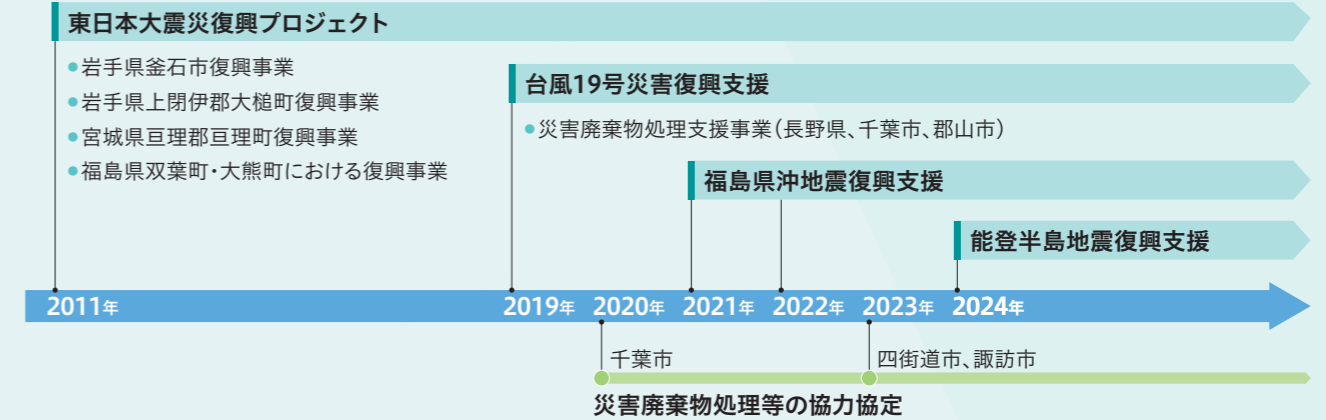 東日本大震災復興プロジェクト
●岩手県釜石市復興事業
●岩手県上閉伊郡大槌町復興事業
●宮城県亘理郡亘理町復興事業
●福島県双葉町・大熊町における復興事業
台風19号災害復興支援
●災害廃棄物処理支援事業（長野県、千葉市、郡山市）
福島県沖地震復興支援
能登半島地震復興支援
2011年 2019年 2020年 2021年 2022年 2023年 2024年
千葉市
四街道市、諏訪市
災害廃棄物処理等の協力協定